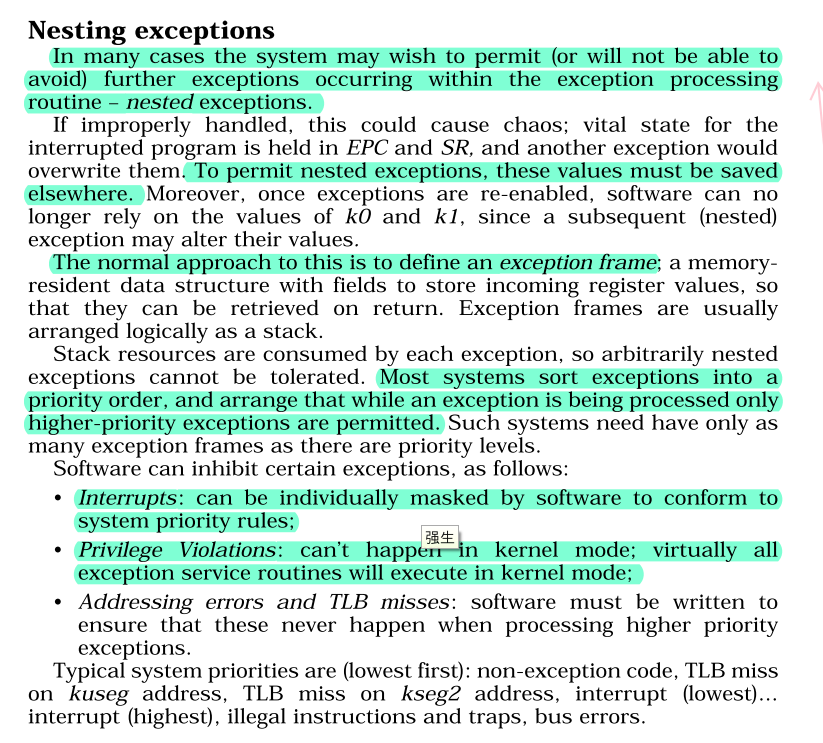 Nesting exceptions
In many cases the system may wish to permit (or will not be able to
avoid) further exceptions occurring within the exception processing
routine – nested exceptions.
If improperly handled, this could cause chaos; vital state for the
interrupted program is held in EPC and SR, and another exception would
overwrite them. To permit nested exceptions, these values must be saved
elsewhere. Moreover, once exceptions are re-enabled, software can no
longer rely on the values of k0 and k1, since a subsequent (nested)
exception may alter their values.
The normal approach to this is to define an exception frame; a memory-
resident data structure with fields to store incoming register values, so
that they can be retrieved on return. Exception frames are usually
arranged logically as a stack.
Stack resources are consumed by each exception, so arbitrarily nested
exceptions cannot be tolerated. Most systems sort exceptions into a
priority order, and arrange that while an exception is being processed only
higher-priority exceptions are permitted. Such systems need have only as
many exception frames as there are priority levels.
Software can inhibit certain exceptions, as follows:
• Interrupts: can be individually masked by software to conform to
system priority rules;
强生
• Privilege Violations: can't happen in kernel mode; virtually all
exception service routines will execute in kernel mode;
• Addressing errors and TLB misses: software must be written to
ensure that these never happen when processing higher priority
exceptions.
Typical system priorities are (lowest first): non-exception code, TLB miss
on kuseg address, TLB miss on kseg2 address, interrupt (lowest)...
interrupt (highest), illegal instructions and traps, bus errors.